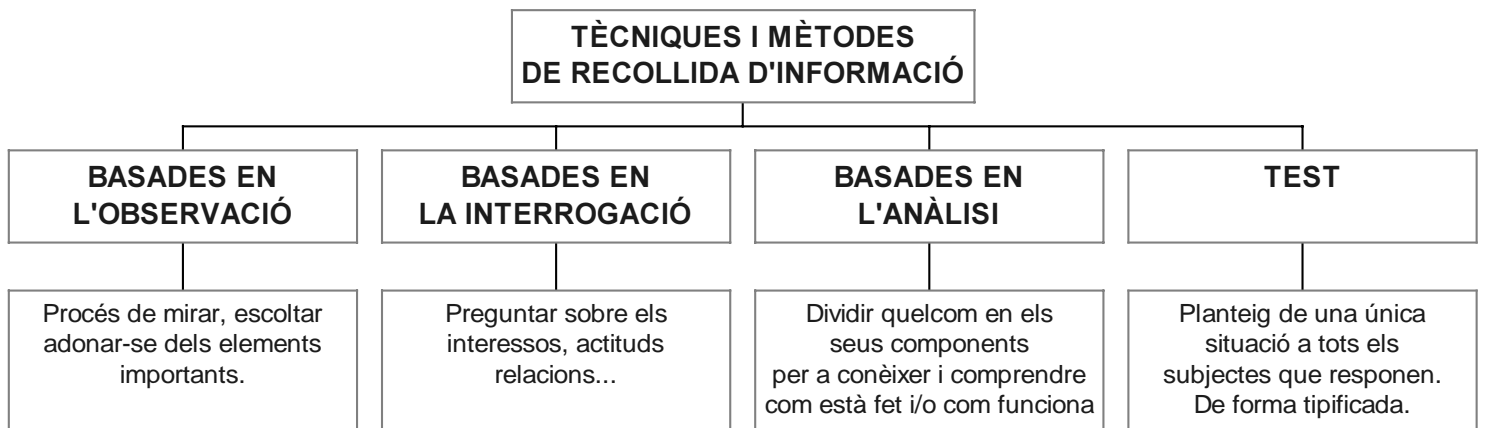 TÈCNIQUES I MÈTODES
DE RECOLLIDA D'INFORMACIÓ
BASADES EN
L'OBSERVACIÓ
BASADES EN
LA INTERROGACIÓ
BASADES EN
L'ANÀLISI
TEST
Procés de mirar, escoltar
adonar-se dels elements
importants.
Preguntar sobre els
interessos, actituds
relacions...
Dividir quelcom en els
seus components
per a conèixer i comprendre
com està fet i/o com funciona
Planteig de una única
situació a tots els
subjectes que responen.
De forma tipificada.